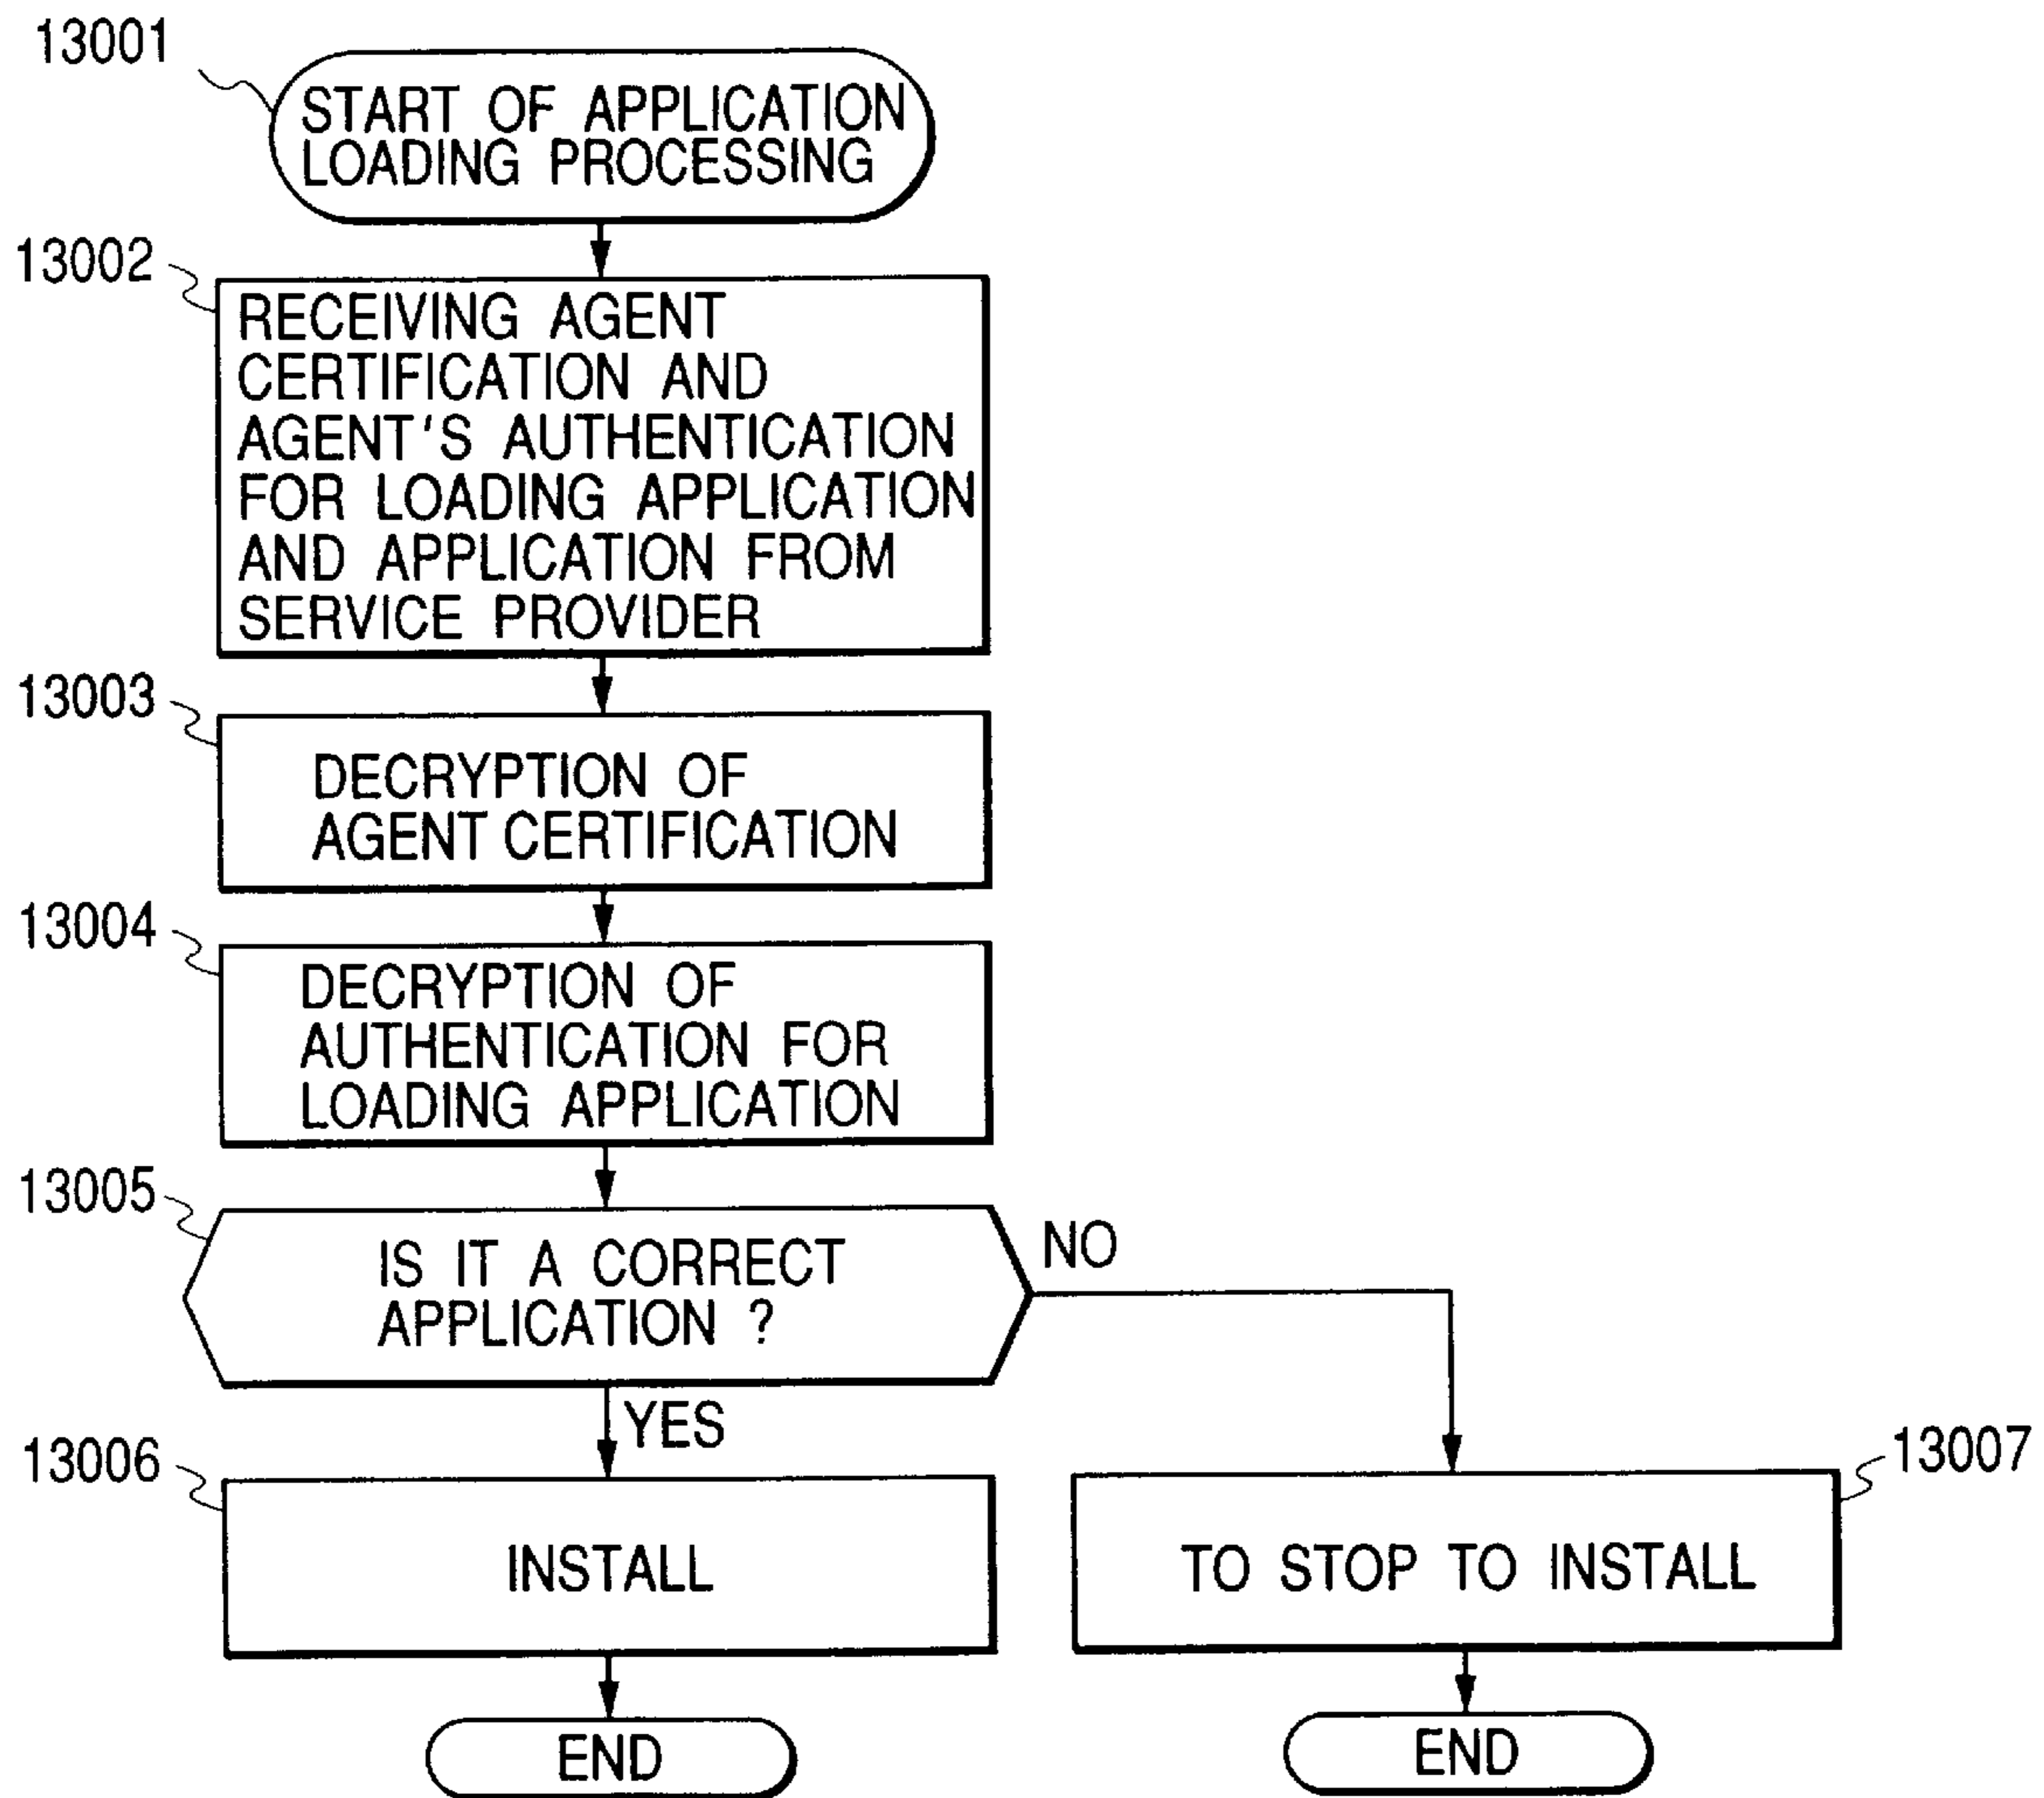 13001
START OF APPLICATION
LOADING PROCESSING
13002
RECEIVING AGENT
CERTIFICATION AND
AGENT'S AUTHENTICATION
FOR LOADING APPLICATION
AND APPLICATION FROM
SERVICE PROVIDER
13003
DECRYPTION OF
AGENT CERTIFICATION
13004
DECRYPTION OF
AUTHENTICATION FOR
LOADING APPLICATION
13005
IS IT A CORRECT
APPLICATION ?
NO
YES
13006
INSTALL
13007
TO STOP TO INSTALL
END
END